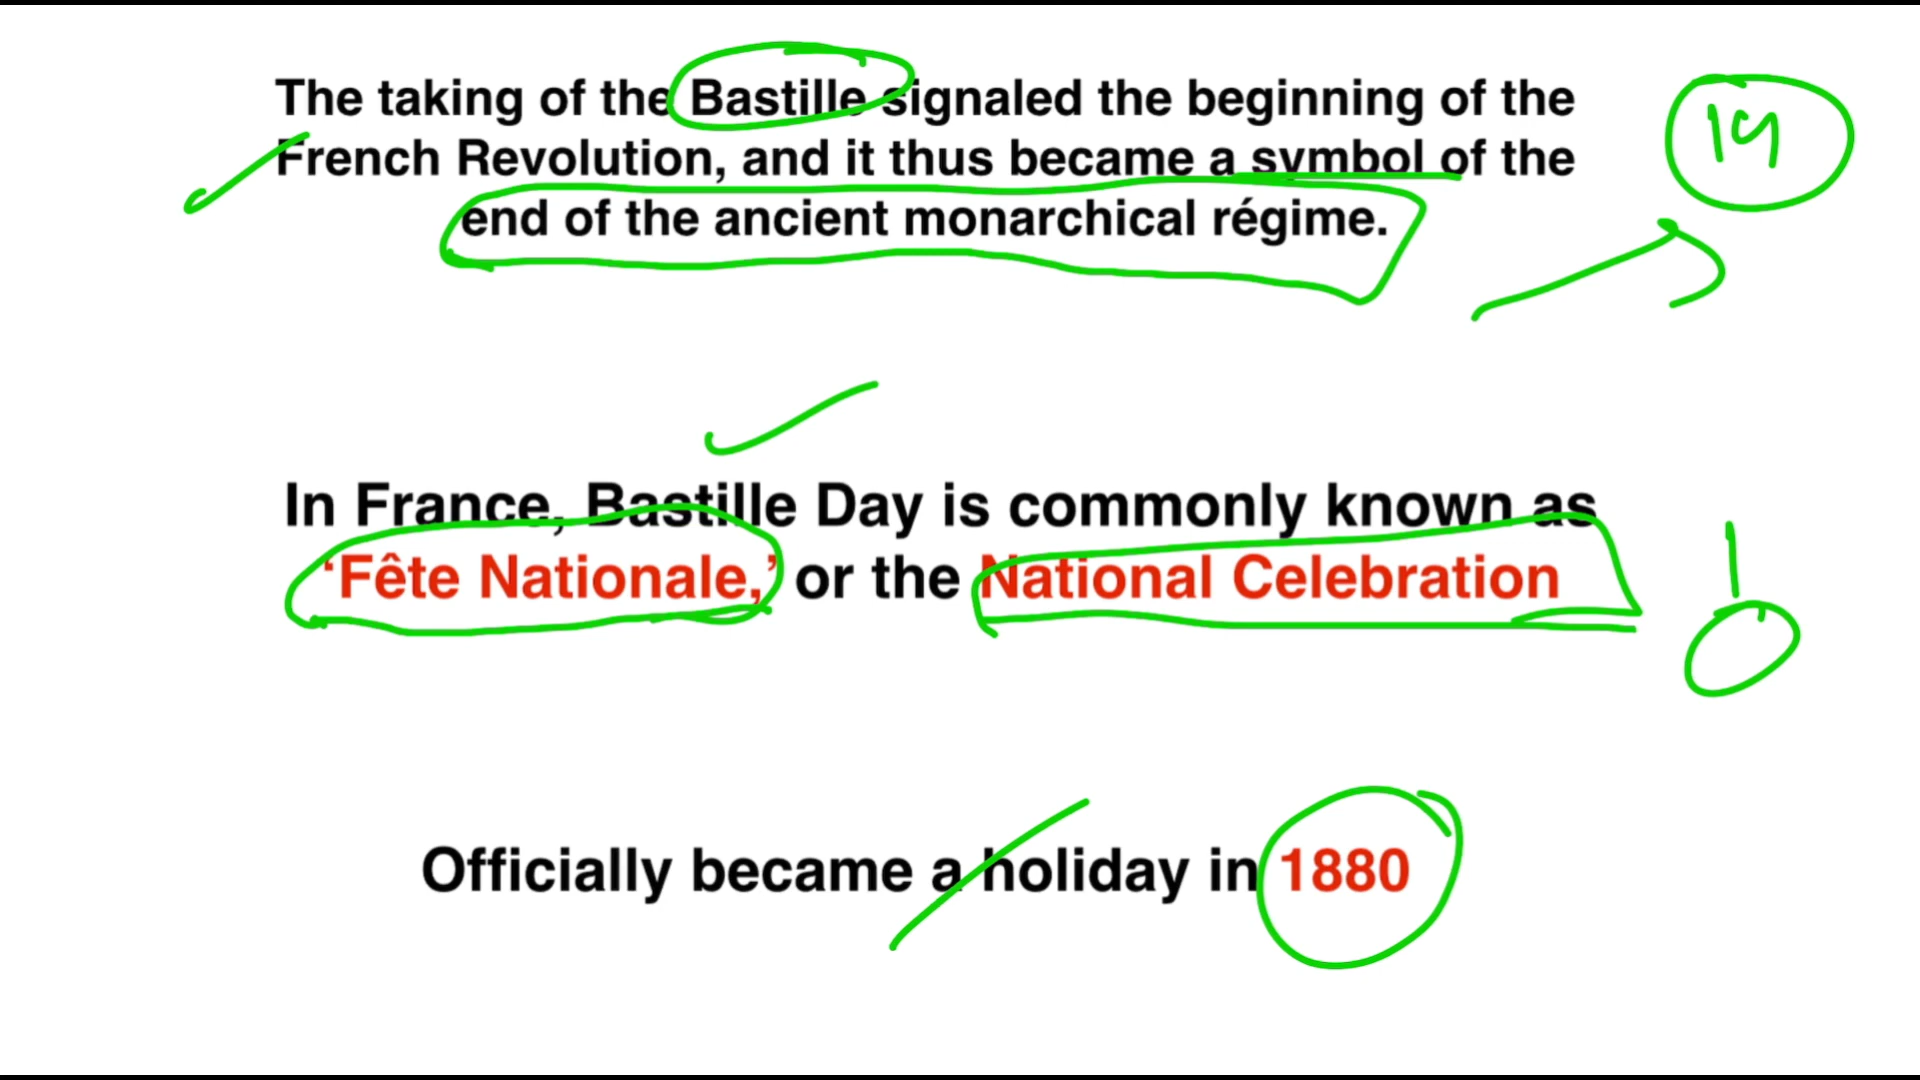 The taking of the Bastille signaled the beginning of the
French Revolution, and it thus became a symbol of the
end of the ancient monarchical régime.
In France, Bastille Day is commonly known as
‘Fête Nationale,’ or the National Celebration
Officially became a holiday in 1880